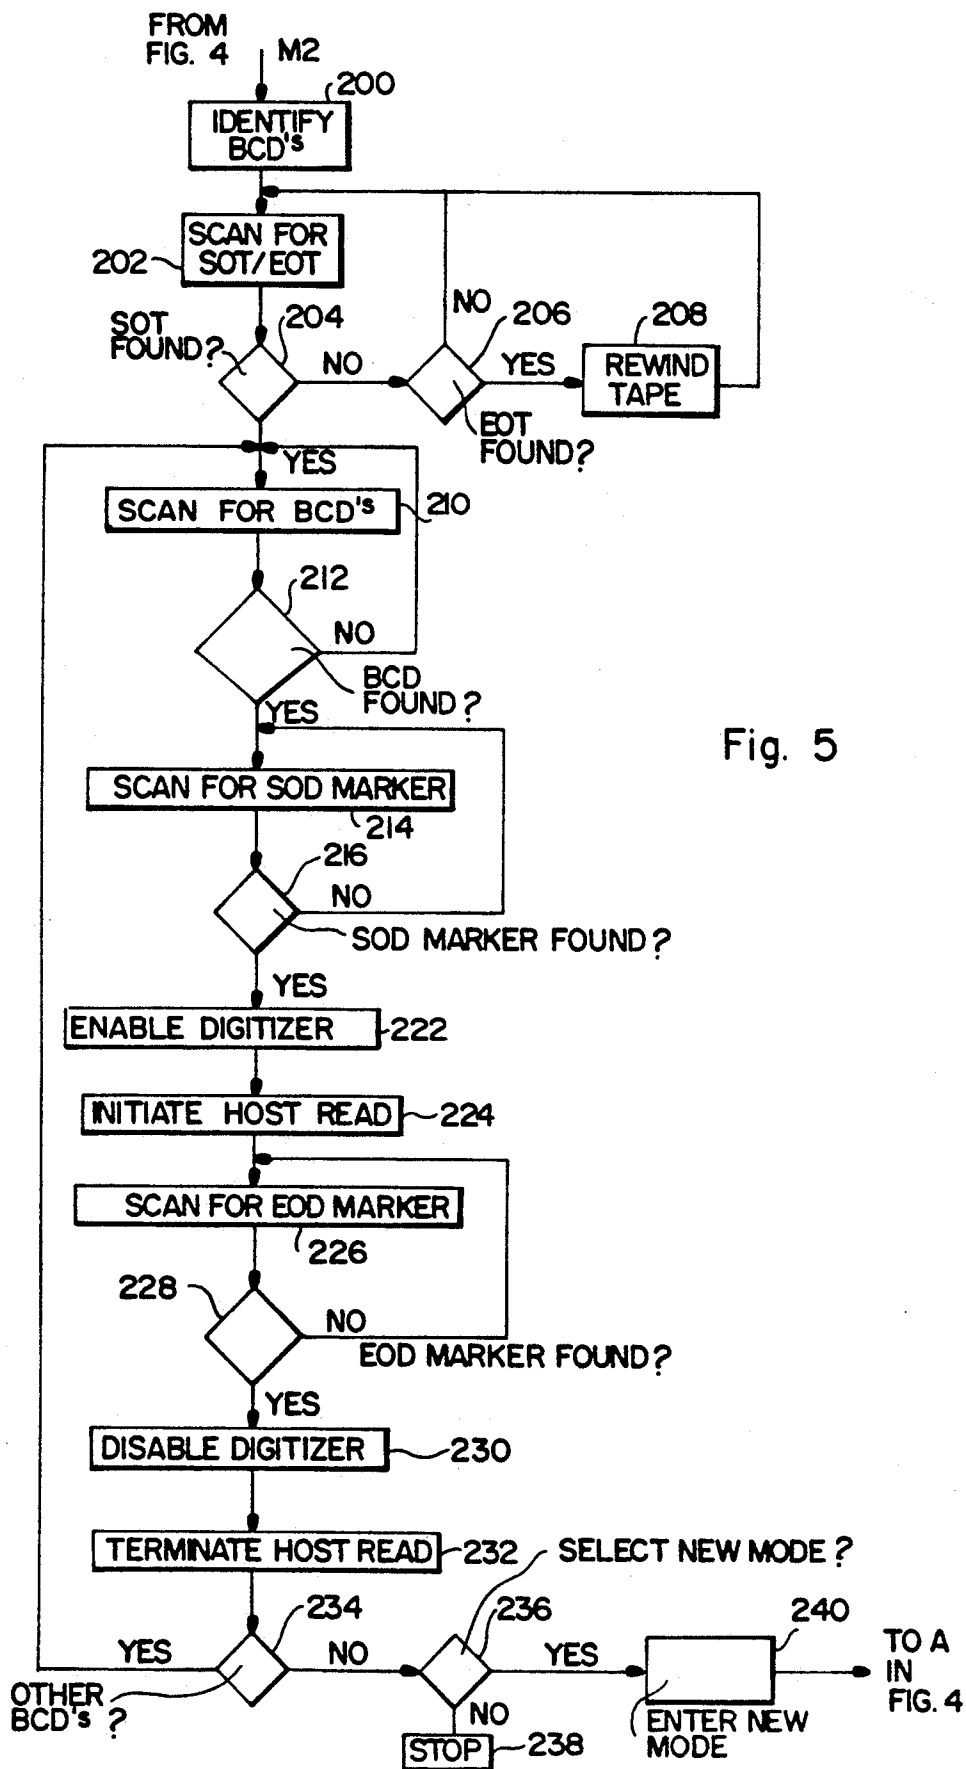 FROM
FIG. 4
M2
200
IDENTIFY
BCD's
SCAN FOR
SOT/EOT
202
SOT
FOUND?
204
NO
NO
206
YES
EOT
FOUND?
208
REWIND
TAPE
YES
SCAN FOR BCD's
210
212
NO
BCD
FOUND?
YES
SCAN FOR SOD MARKER
214
216
NO
SOD MARKER FOUND?
YES
ENABLE DIGITIZER
222
INITIATE HOST READ
224
SCAN FOR EOD MARKER
226
228
NO
EOD MARKER FOUND?
YES
DISABLE DIGITIZER
230
TERMINATE HOST READ
232
SELECT NEW MODE?
234
YES
NO
OTHER
BCD's?
236
YES
NO
STOP
238
240
ENTER NEW
MODE
TO A
IN
FIG. 4
Fig. 5